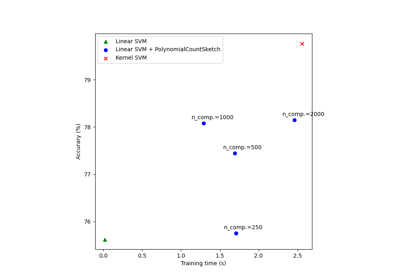 Linear SVM
Linear SVM + PolynomialCountSketch
Kernel SVM
79
78
77
76
Accurary (%)
n_comp.=1000
n_comp.=2000
n_comp.=500
n_comp.=250
0.0
0.5
1.0
1.5
2.0
2.5
Training time (s)